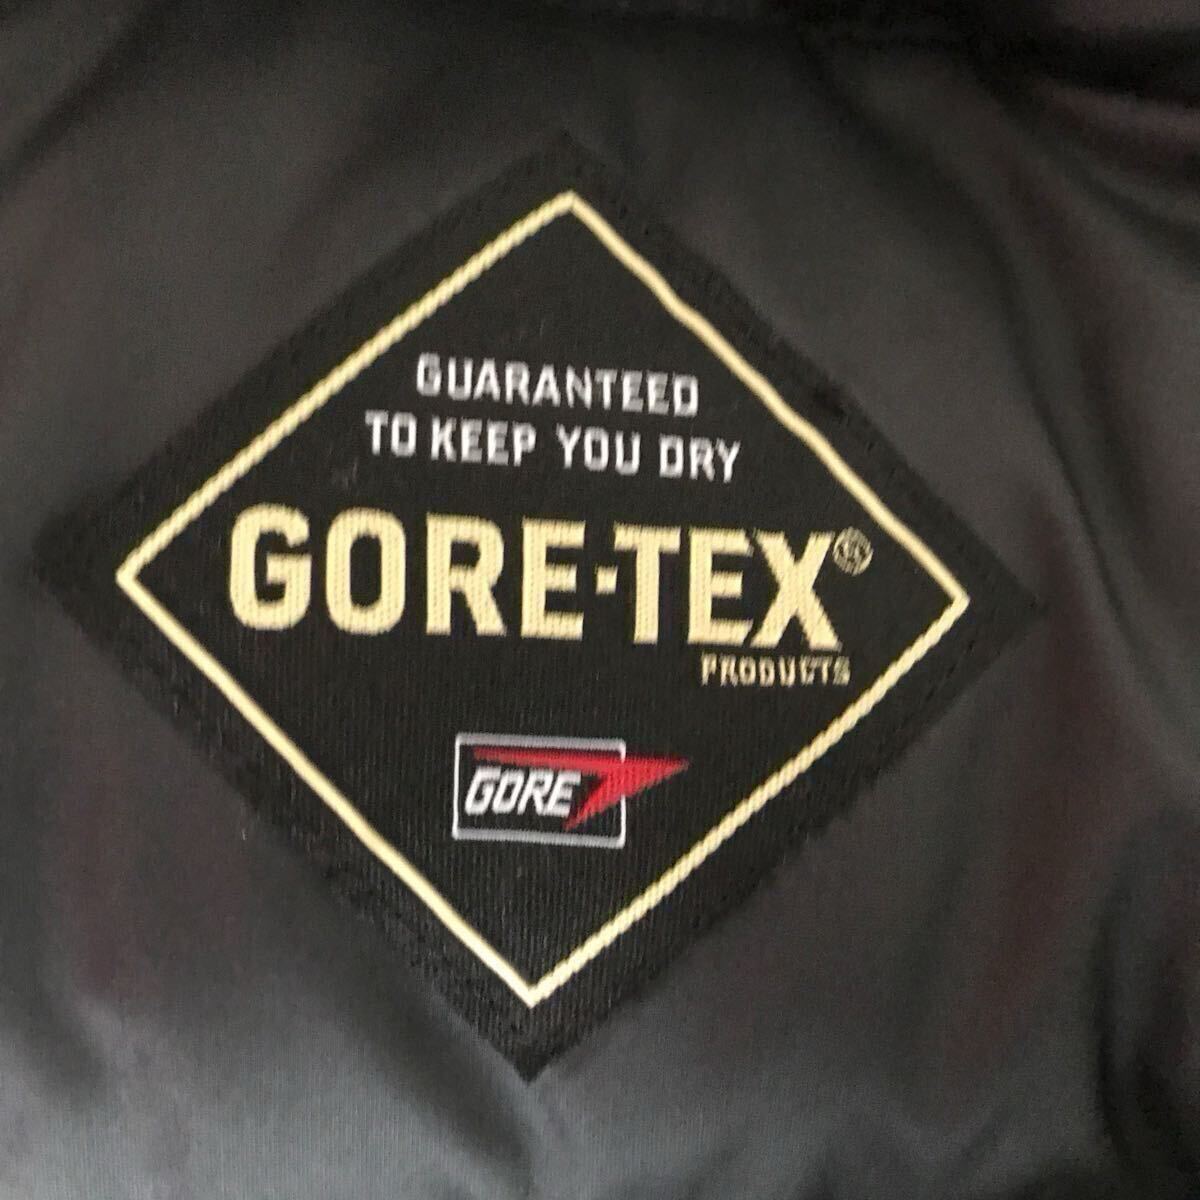 GUARANTEED
TO KEEP YOU DRY
GORE-TEX®
PRODUCTS
GORE